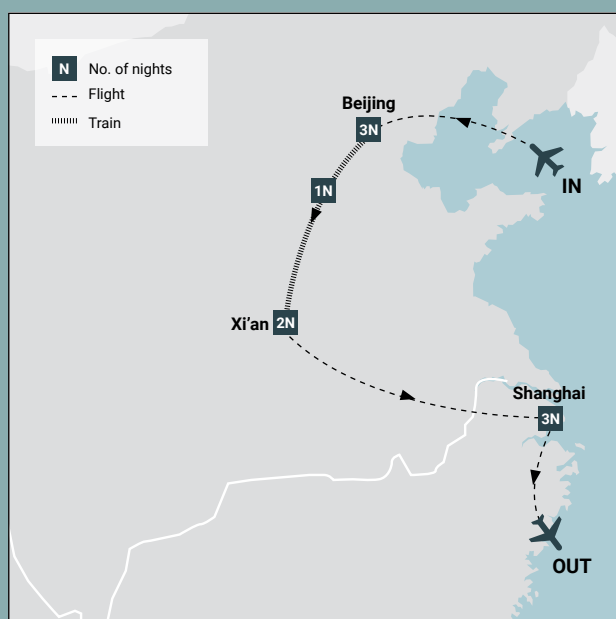 N No. of nights
Flight
Train
Beijing
3N
IN
1N
Xi’an 2N
Shanghai
3N
OUT